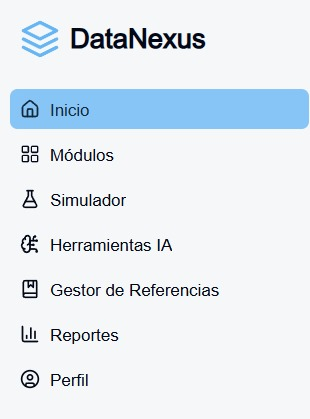 DataNexus
Inicio
Módulos
Simulador
Herramientas IA
Gestor de Referencias
Reportes
Perfil